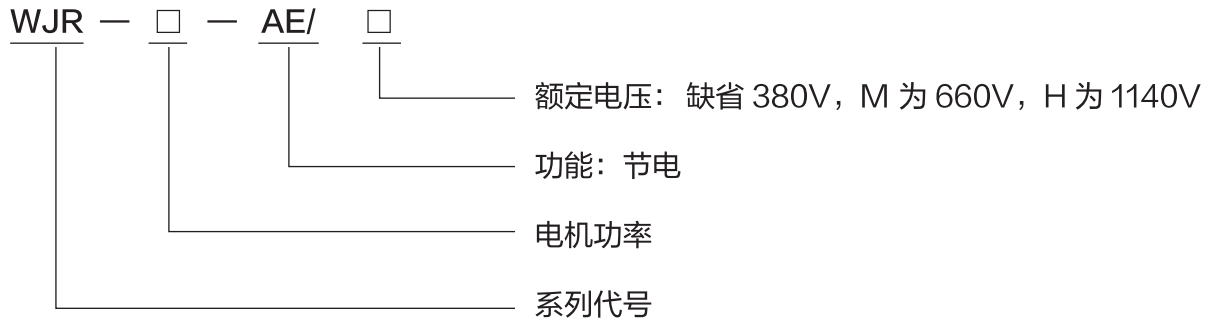 WJR — □ — AE/ □
额定电压：缺省 380V，M 为 660V，H 为 1140V
功能：节电
电机功率
系列代号